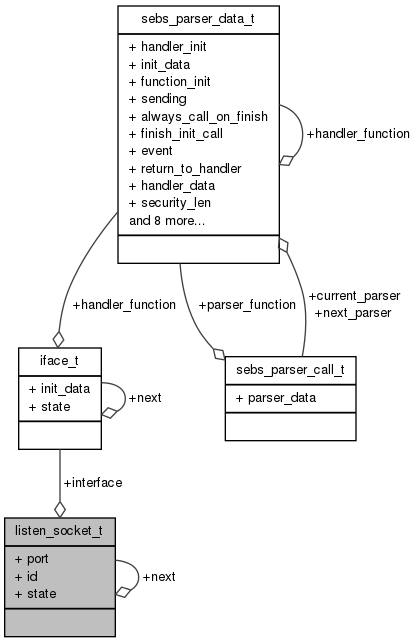 sebs_parser_data_t
+ handler_init
+ init_data
+ function_init
+ sending
+ always_call_on_finish
+ finish_init_call
+ event
+ return_to_handler
+ handler_data
+ security_len
and 8 more...
+handler_function
+handler_function
+parser_function
+current_parser
+next_parser
iface_t
+ init_data
+ state
+next
sebs_parser_call_t
+ parser_data
+interface
listen_socket_t
+ port
+ id
+ state
+next